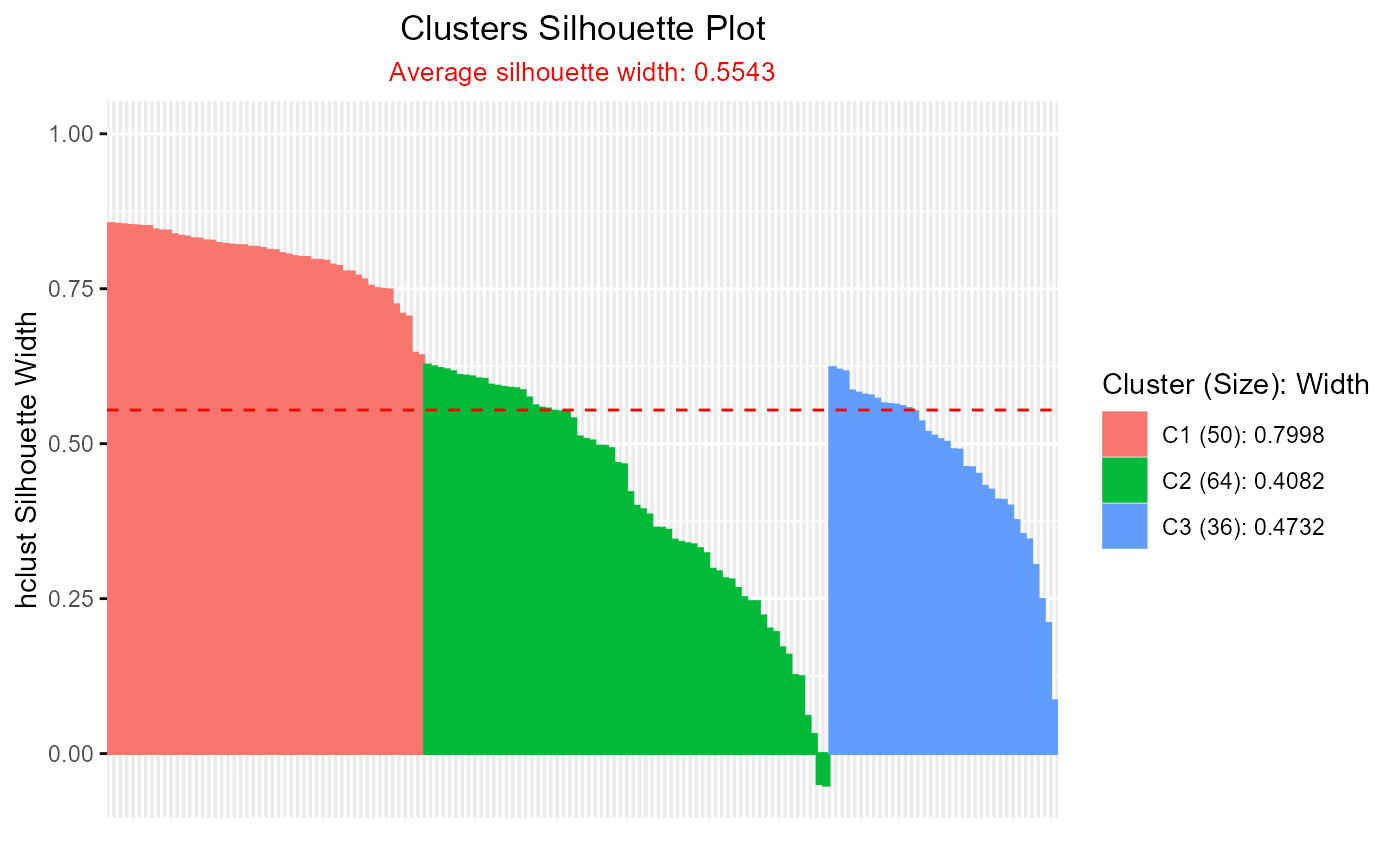 Clusters Silhouette Plot
Average silhouette width: 0.5543
hclust Silhouette Width
1.00
0.75
0.50
0.25
0.00
Cluster (Size): Width
C1 (50): 0.7998
C2 (64): 0.4082
C3 (36): 0.4732